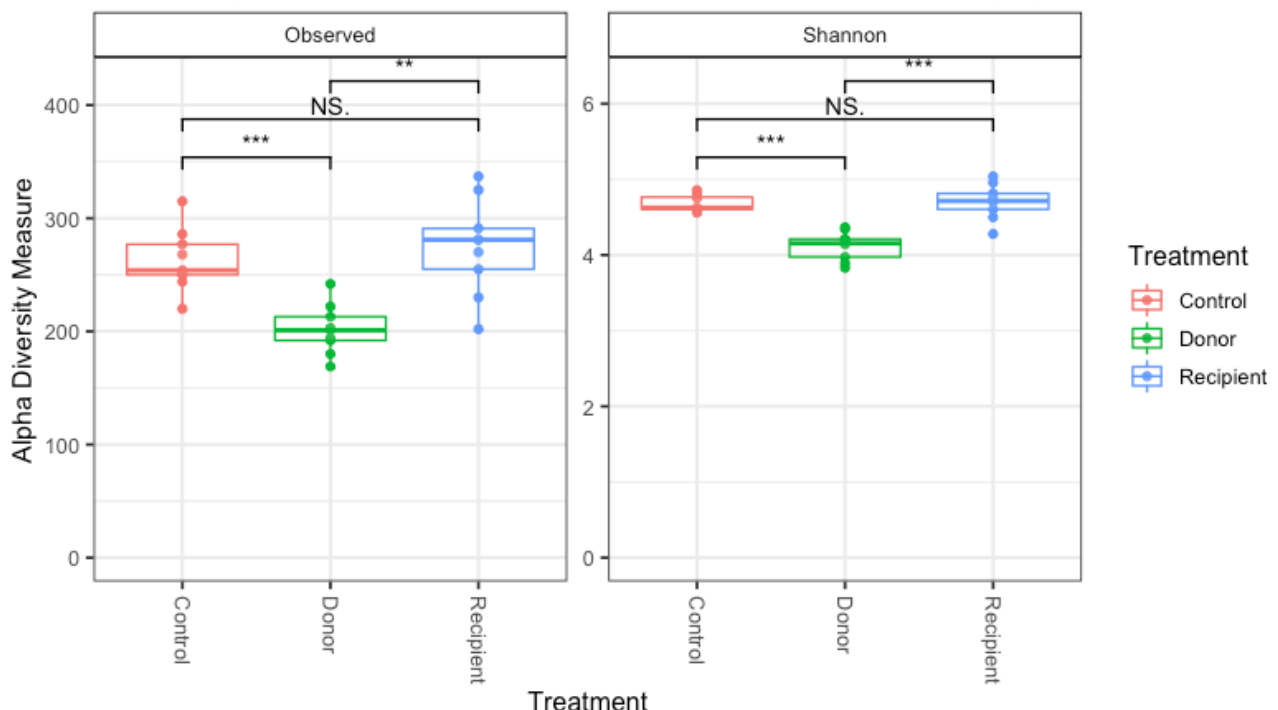 Observed
Shannon
**
***
NS.
NS.
***
***
400
300
200
100
0
6
4
2
0
Alpha Diversity Measure
Control
Donor
Recipient
Control
Donor
Recipient
Treatment
Treatment
Control
Donor
Recipient